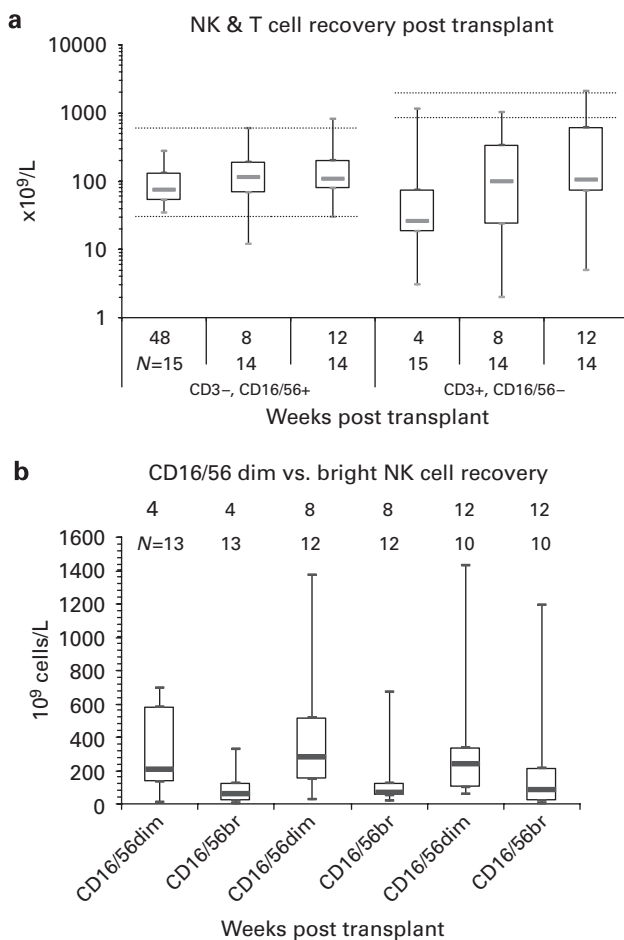 a
NK & T cell recovery post transplant
10000
1000
100
10
1
x10⁹/L
48 8 12 4 8 12
N=15 14 14 15 14 14
CD3−, CD16/56+ CD3+, CD16/56−
Weeks post transplant
b
CD16/56 dim vs. bright NK cell recovery
4 4 8 8 12 12
N=13 13 12 12 10 10
1600
1400
1200
1000
800
600
400
200
0
10⁹ cells/L
CD16/56dim CD16/56br CD16/56dim CD16/56br CD16/56dim CD16/56br
Weeks post transplant